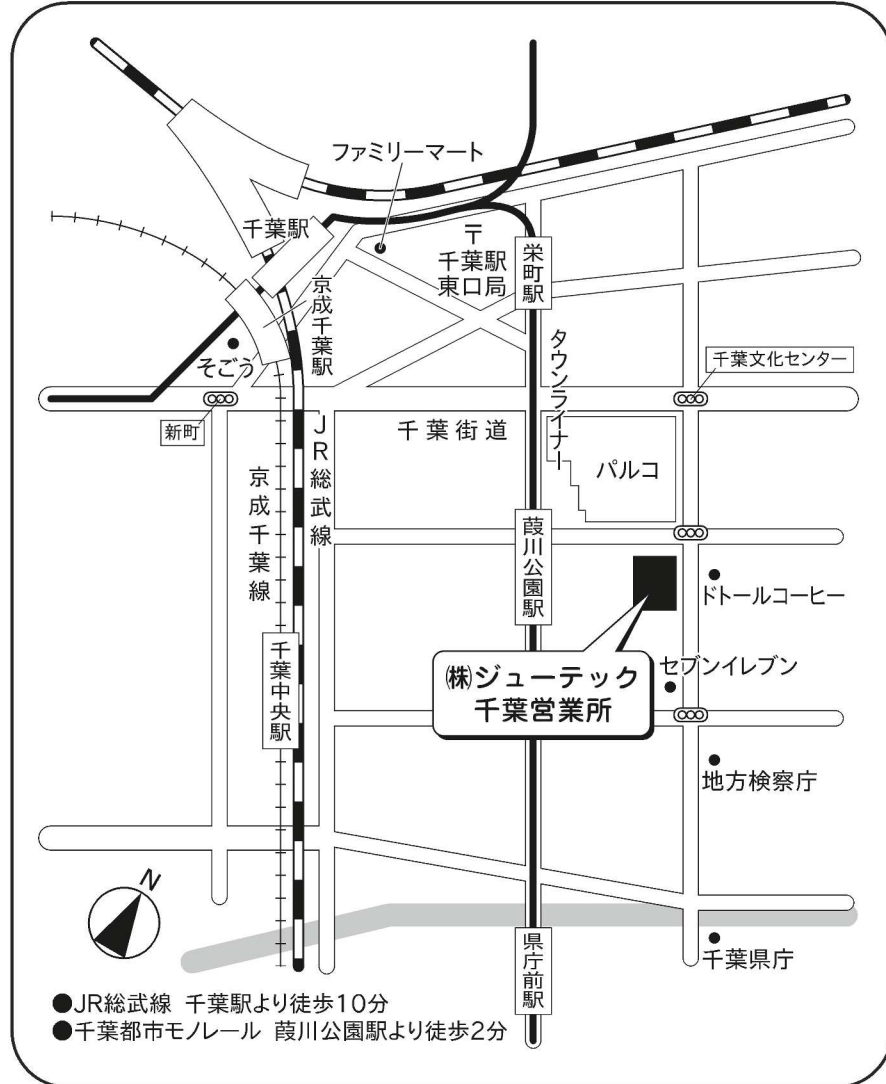 ファミリーマート
千葉駅
〒
千葉駅
東口局
栄町駅
京成千葉駅
そごう
タウンライナー
千葉文化センター
新町
千葉街道
JR総武線
京成千葉線
パルコ
葭川公園駅
ドトールコーヒー
㈱ジューテック
千葉営業所
セブンイレブン
千葉中央駅
地方検察庁
N
県庁前駅
千葉県庁
●JR総武線 千葉駅より徒歩10分
●千葉都市モノレール 葭川公園駅より徒歩2分